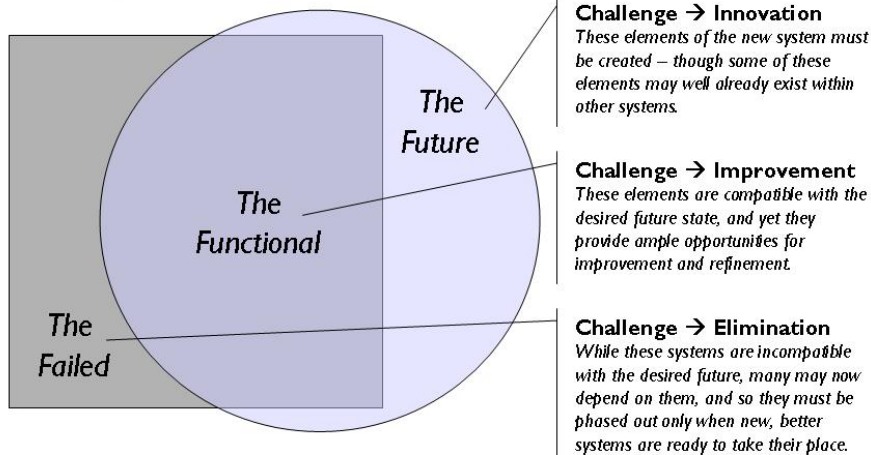 The
Future
The
Functional
The
Failed
Challenge → Innovation
These elements of the new system must
be created – though some of these
elements may well already exist within
other systems.
Challenge → Improvement
These elements are compatible with the
desired future state, and yet they
provide ample opportunities for
improvement and refinement.
Challenge → Elimination
While these systems are incompatible
with the desired future, many may now
depend on them, and so they must be
phased out only when new, better
systems are ready to take their place.